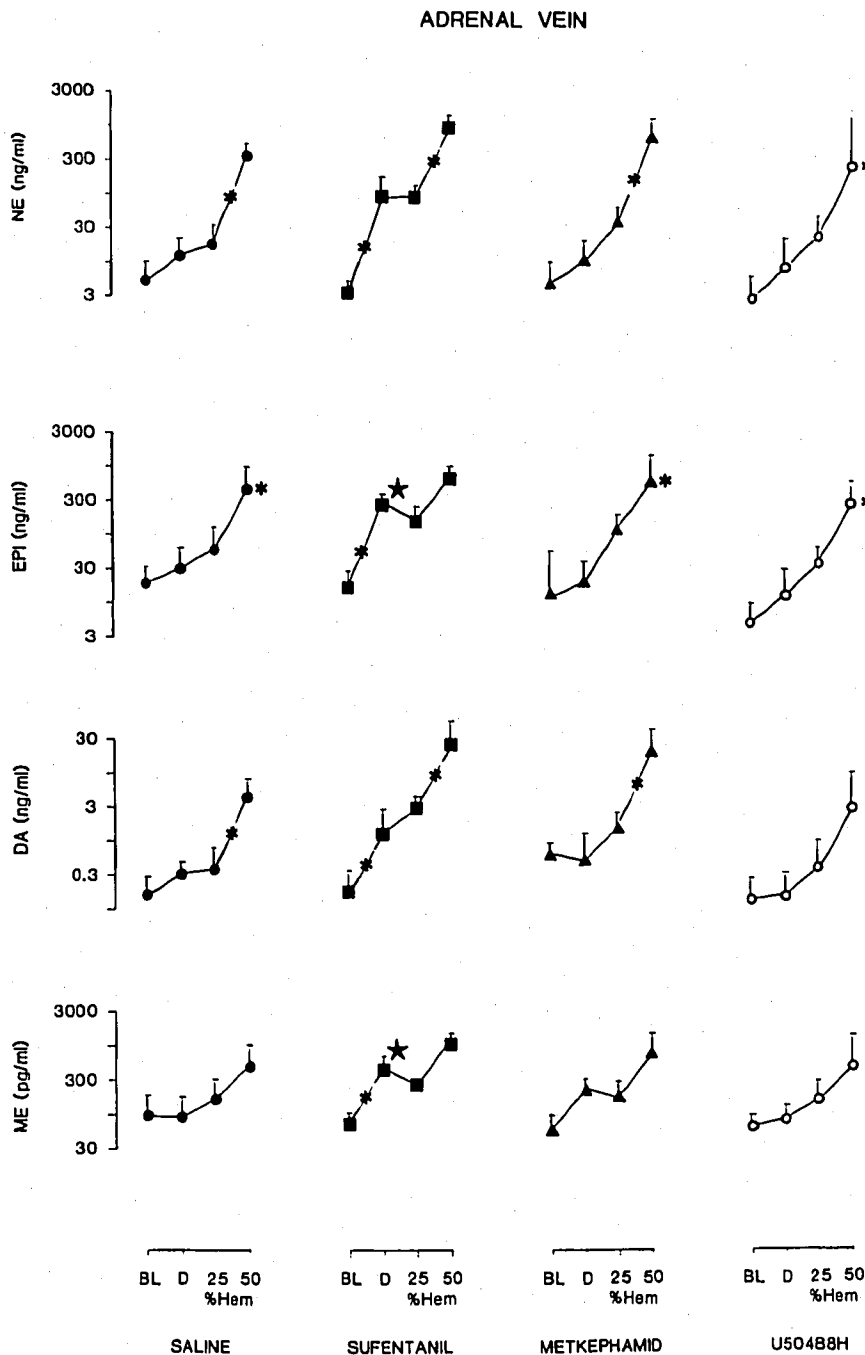 ADRENAL VEIN
3000
300
30
3
NE (ng/ml)
3000
300
30
3
EPI (ng/ml)
30
3
0.3
DA (ng/ml)
3000
300
30
ME (pg/ml)
BL D 25 50 BL D 25 50 BL D 25 50 BL D 25 50
%Hem %Hem %Hem %Hem
SALINE SUFENTANIL METKEPHAMID U50488H